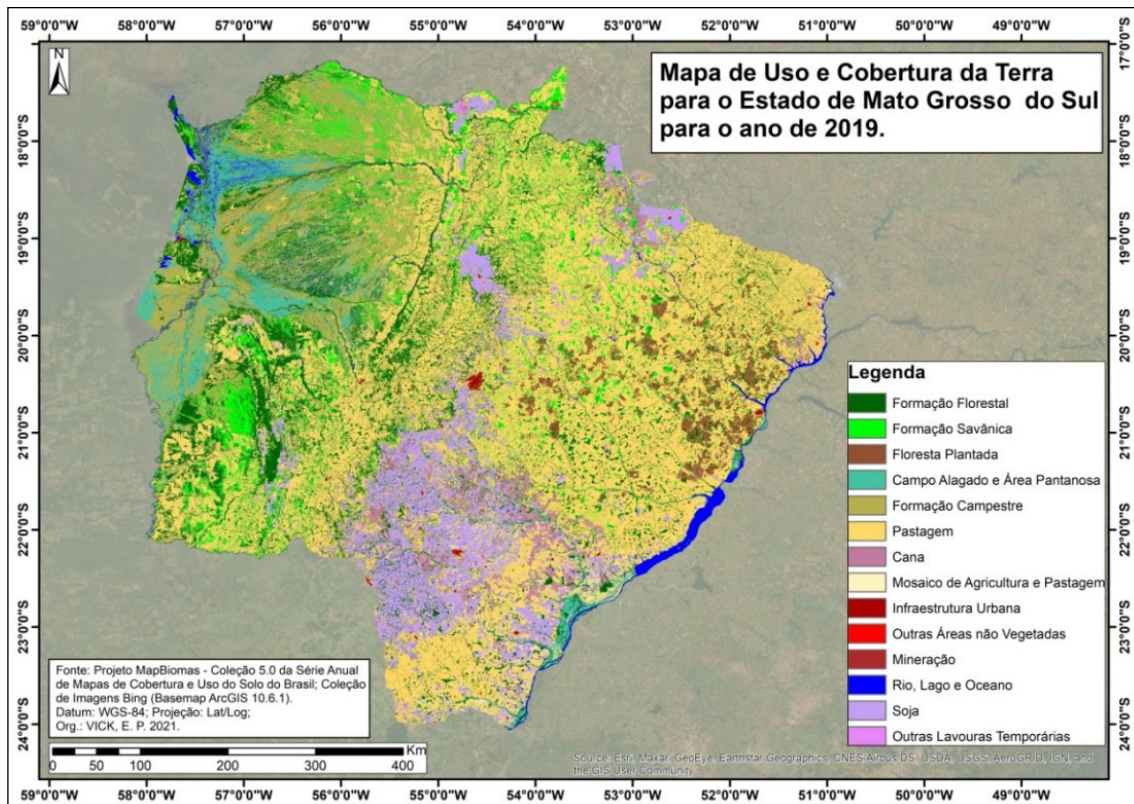 59°0'0"W 58°0'0"W 57°0'0"W 56°0'0"W 55°0'0"W 54°0'0"W 53°0'0"W 52°0'0"W 51°0'0"W 50°0'0"W 49°0'0"W
N
Mapa de Uso e Cobertura da Terra
para o Estado de Mato Grosso do Sul
para o ano de 2019.
17°0'0"S
18°0'0"S 18°0'0"S
19°0'0"S 19°0'0"S
20°0'0"S 20°0'0"S
21°0'0"S 21°0'0"S
22°0'0"S 22°0'0"S
23°0'0"S 23°0'0"S
24°0'0"S 24°0'0"S
Legenda
Formação Florestal
Formação Savânica
Floresta Plantada
Campo Alagado e Área Pantanosa
Formação Campestre
Pastagem
Cana
Mosaico de Agricultura e Pastagem
Infraestrutura Urbana
Outras Áreas não Vegetadas
Mineração
Rio, Lago e Oceano
Soja
Outras Lavouras Temporárias
Fonte: Projeto MapBiomas - Coleção 5.0 da Série Anual
de Mapas de Cobertura e Uso do Solo do Brasil; Coleção
de Imagens Bing (Basemap ArcGIS 10.6.1).
Datum: WGS-84; Projeção: Lat/Log;
Org.: VICK, E. P. 2021.
Km
0 50 100 200 300 400
Source: Esri, Maxar, GeoEye, Earthstar Geographics, CNES/Airbus DS, USDA, USGS, AeroGRID, IGN, and
the GIS User Community
59°0'0"W 58°0'0"W 57°0'0"W 56°0'0"W 55°0'0"W 54°0'0"W 53°0'0"W 52°0'0"W 51°0'0"W 50°0'0"W 49°0'0"W